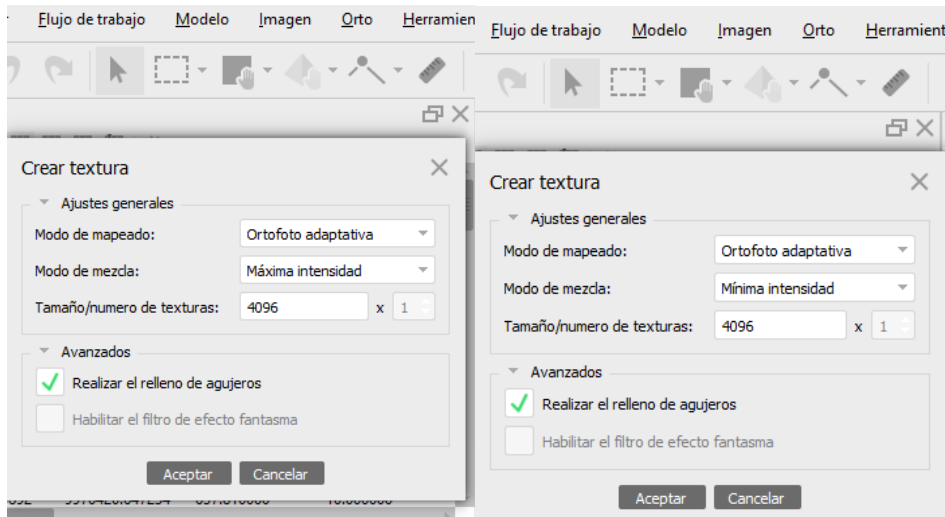 Flujo de trabajo Modelo Imagen Orto Herramien
Crear textura
Ajustes generales
Modo de mapeado: Ortofoto adaptativa
Modo de mezcla: Máxima intensidad
Tamaño/numero de texturas: 4096 x 1
Avanzados
Realizar el relleno de agujeros
Habilitar el filtro de efecto fantasma
Aceptar Cancelar
Flujo de trabajo Modelo Imagen Orto Herramient
Crear textura
Ajustes generales
Modo de mapeado: Ortofoto adaptativa
Modo de mezcla: Mínima intensidad
Tamaño/numero de texturas: 4096 x 1
Avanzados
Realizar el relleno de agujeros
Habilitar el filtro de efecto fantasma
Aceptar Cancelar